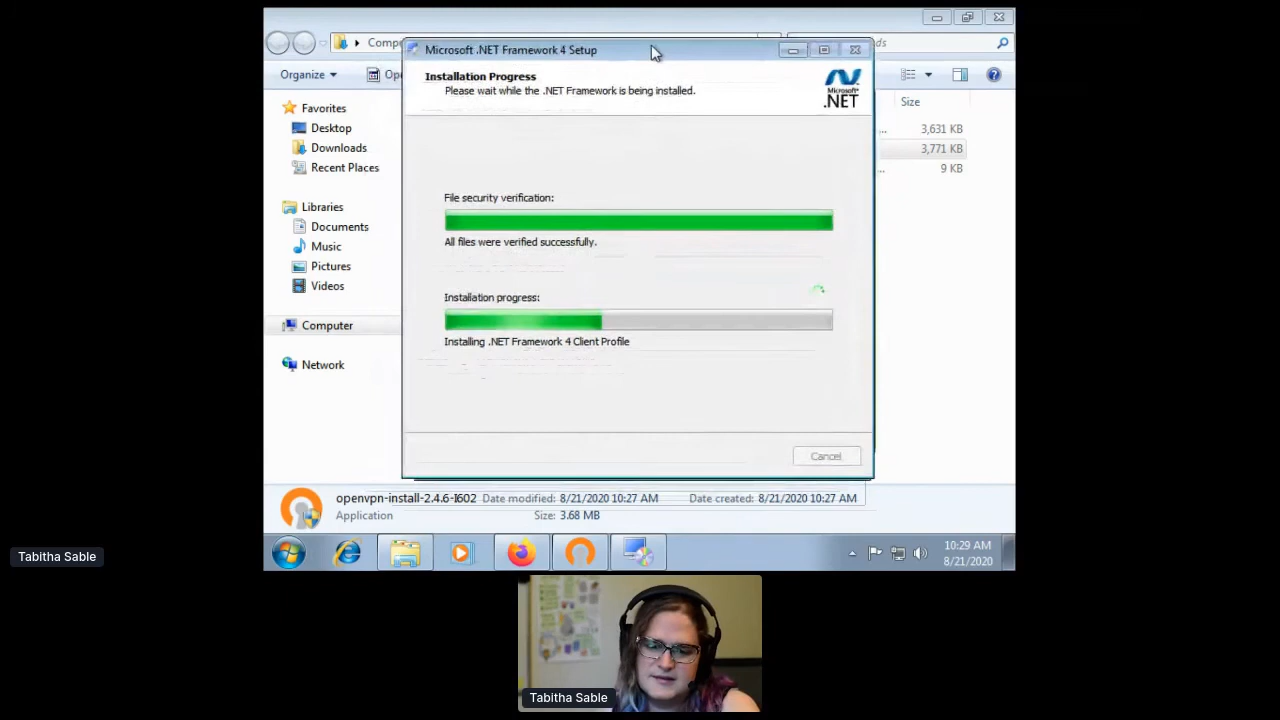 Microsoft .NET Framework 4 Setup
Installation Progress
Please wait while the .NET Framework is being installed.
Microsoft®
.NET
Organize
Size
Favorites
Desktop
Downloads
Recent Places
3,631 KB
3,771 KB
9 KB
Libraries
Documents
Music
Pictures
Videos
Computer
Network
File security verification:
All files were verified successfully.
Installation progress:
Installing .NET Framework 4 Client Profile
Cancel
openvpn-install-2.4.6-I602 Date modified: 8/21/2020 10:27 AM Date created: 8/21/2020 10:27 AM
Application Size: 3.68 MB
10:29 AM
8/21/2020
Tabitha Sable
Tabitha Sable